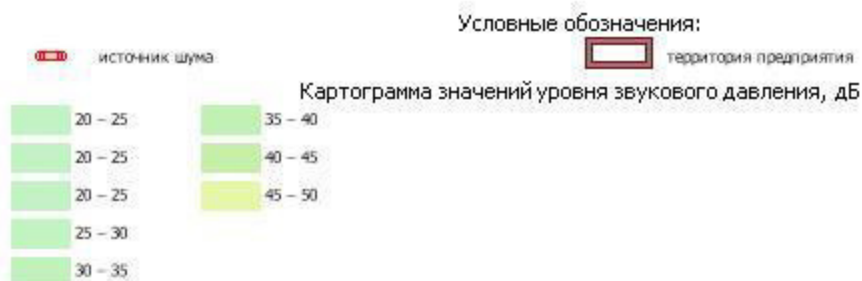 Условные обозначения:
источник шума
территория предприятия
Картограмма значений уровня звукового давления, дБ
20 – 25
35 – 40
20 – 25
40 – 45
20 – 25
45 – 50
25 – 30
30 – 35